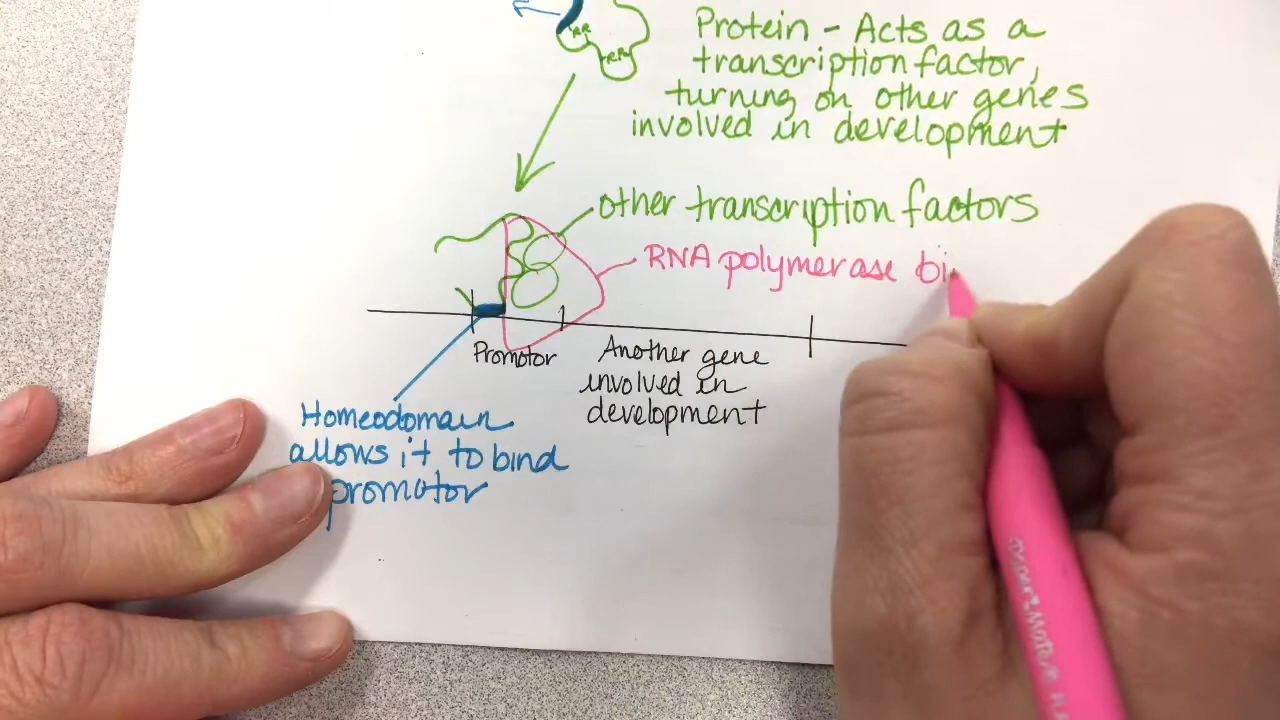 Protein - Acts as a
transcription factor,
turning on other genes
involved in development
other transcription factors
RNA polymerase bi
Promotor
Another gene
involved in
development
Homeodomain
allows it to bind
promotor